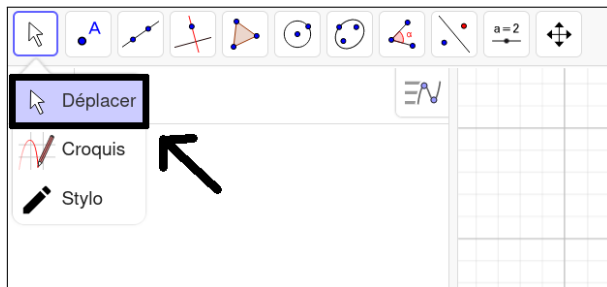 A
α
a=2
Déplacer
Croquis
Stylo